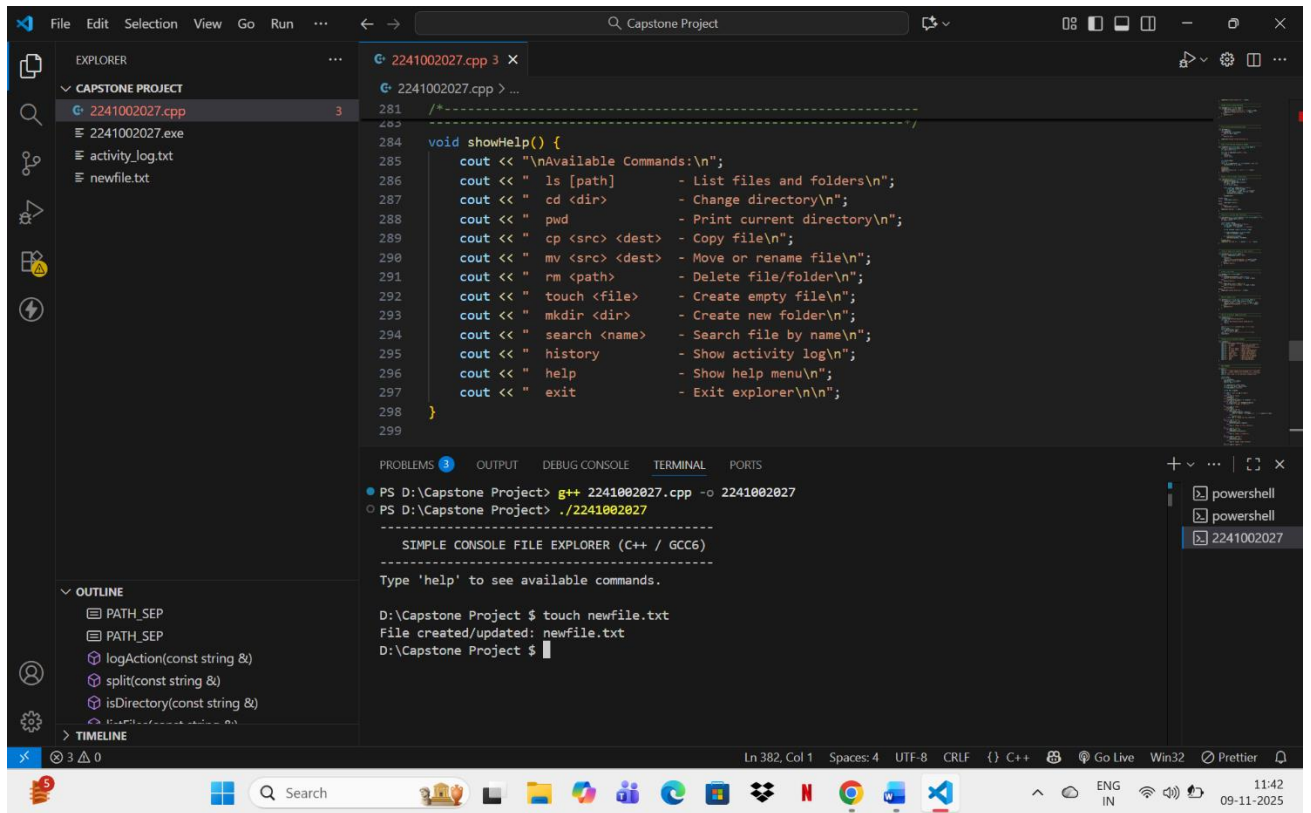 File Edit Selection View Go Run ··· Capstone Project
EXPLORER ···
CAPSTONE PROJECT
2241002027.cpp 3
2241002027.exe
activity_log.txt
newfile.txt
OUTLINE
PATH_SEP
PATH_SEP
logAction(const string &)
split(const string &)
isDirectory(const string &)
TIMELINE
2241002027.cpp 3
2241002027.cpp > ...
281 /*-------------------------------------------------------------
283 -------------------------------------------------------------*/
284 void showHelp() {
285 cout << "\nAvailable Commands:\n";
286 cout << "  ls [path]        - List files and folders\n";
287 cout << "  cd <dir>         - Change directory\n";
288 cout << "  pwd              - Print current directory\n";
289 cout << "  cp <src> <dest>  - Copy file\n";
290 cout << "  mv <src> <dest>  - Move or rename file\n";
291 cout << "  rm <path>        - Delete file/folder\n";
292 cout << "  touch <file>     - Create empty file\n";
293 cout << "  mkdir <dir>      - Create new folder\n";
294 cout << "  search <name>    - Search file by name\n";
295 cout << "  history          - Show activity log\n";
296 cout << "  help             - Show help menu\n";
297 cout << "  exit             - Exit explorer\n\n";
298 }
299
PROBLEMS 3 OUTPUT DEBUG CONSOLE TERMINAL PORTS
PS D:\Capstone Project> g++ 2241002027.cpp -o 2241002027
PS D:\Capstone Project> ./2241002027
-------------------------------------------
SIMPLE CONSOLE FILE EXPLORER (C++ / GCC6)
-------------------------------------------
Type 'help' to see available commands.
D:\Capstone Project $ touch newfile.txt
File created/updated: newfile.txt
D:\Capstone Project $
powershell
powershell
2241002027
3 0 Ln 382, Col 1 Spaces: 4 UTF-8 CRLF {} C++ Go Live Win32 Prettier
5 Search ENG 11:42
IN 09-11-2025